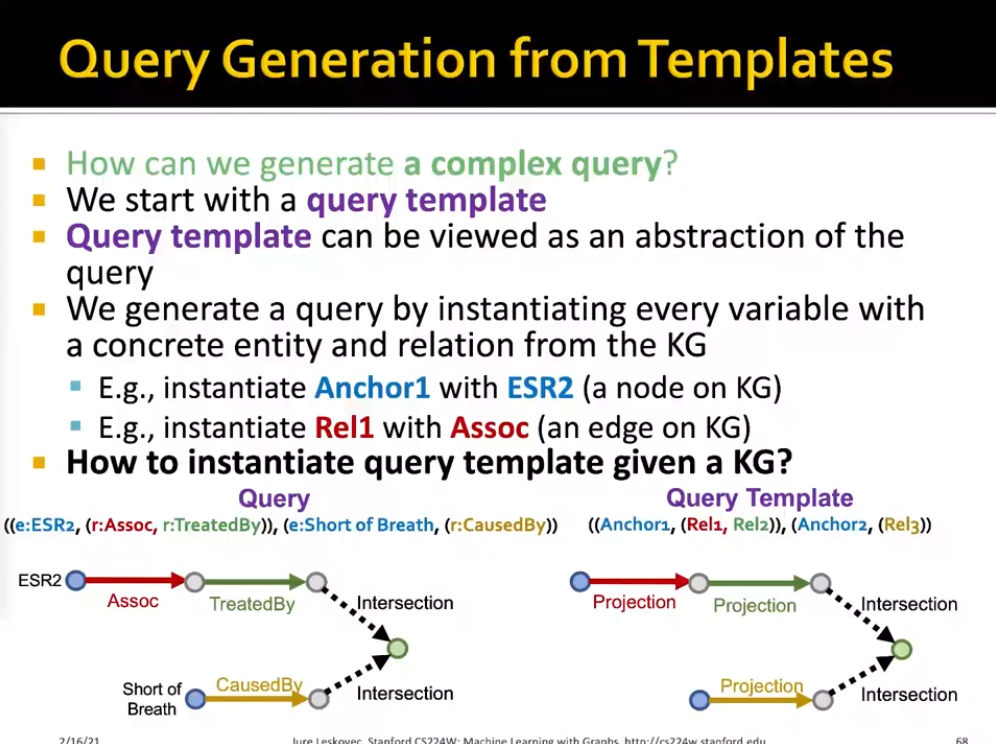 Query Generation from Templates
How can we generate a complex query?
We start with a query template
Query template can be viewed as an abstraction of the
query
We generate a query by instantiating every variable with
a concrete entity and relation from the KG
E.g., instantiate Anchor1 with ESR2 (a node on KG)
E.g., instantiate Rel1 with Assoc (an edge on KG)
How to instantiate query template given a KG?
Query
((e:ESR2, (r:Assoc, r:TreatedBy)), (e:Short of Breath, (r:CausedBy))
ESR2
Assoc
TreatedBy
Intersection
Short of
Breath
CausedBy
Intersection
Query Template
((Anchor1, (Rel1, Rel2)), (Anchor2, (Rel3))
Projection
Projection
Intersection
Projection
Intersection
2/16/21
Jure Leskovec, Stanford CS224W: Machine Learning with Graphs, http://cs224w.stanford.edu
68